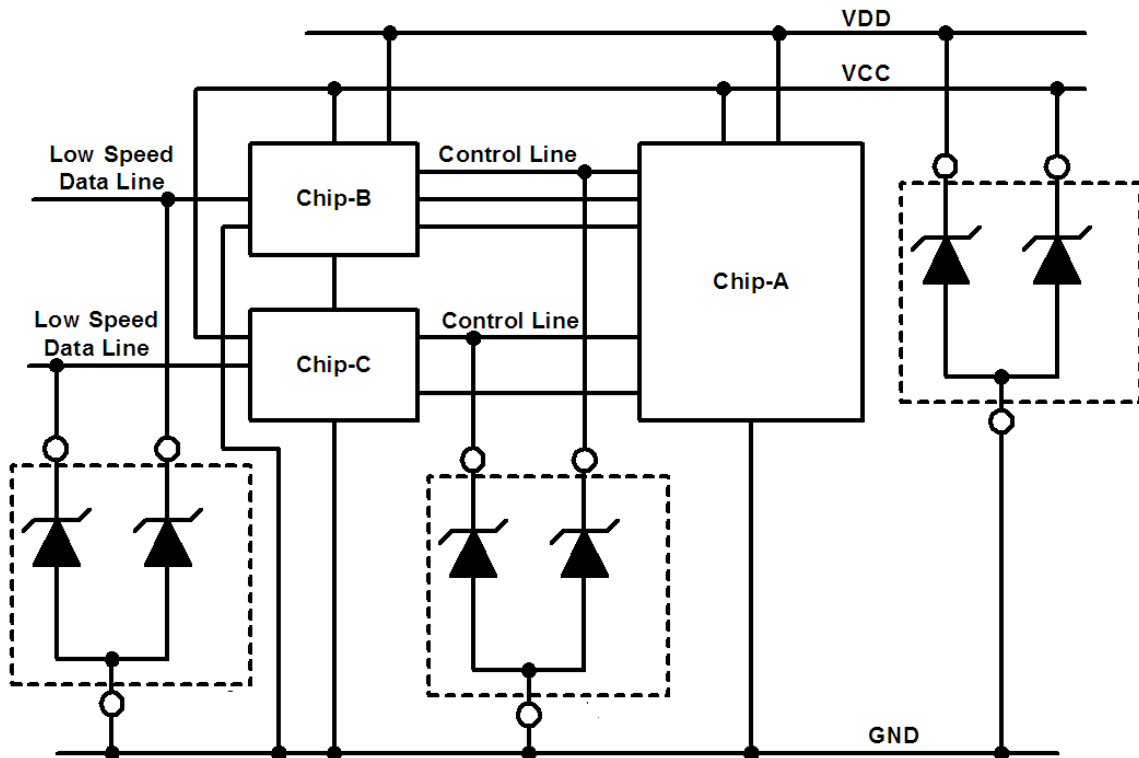 VDD
VCC
Low Speed
Data Line
Control Line
Chip-B
Chip-A
Low Speed
Data Line
Control Line
Chip-C
GND